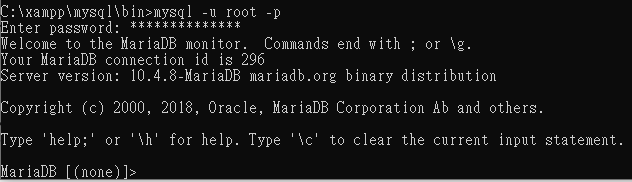 C:\xampp\mysql\bin>mysql -u root -p
Enter password: **************
Welcome to the MariaDB monitor.  Commands end with ; or \g.
Your MariaDB connection id is 296
Server version: 10.4.8-MariaDB mariadb.org binary distribution

Copyright (c) 2000, 2018, Oracle, MariaDB Corporation Ab and others.

Type 'help;' or '\h' for help. Type '\c' to clear the current input statement.

MariaDB [(none)]>